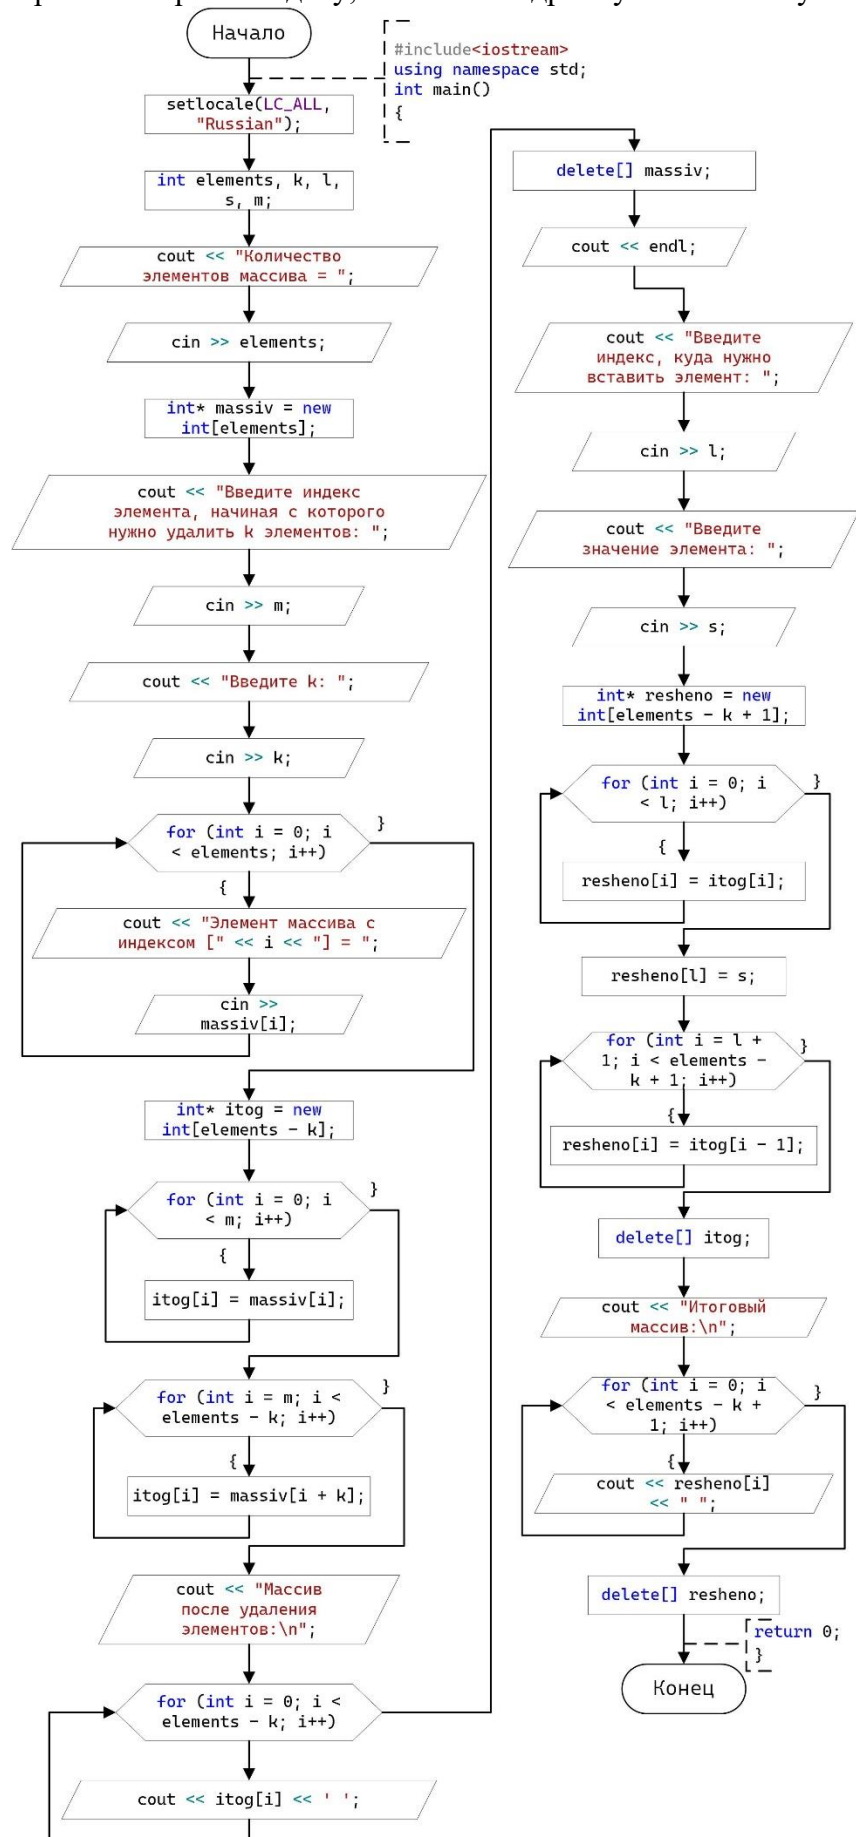 Начало
#include<iostream>
using namespace std;
int main()
{
setlocale(LC_ALL,
"Russian");
int elements, k, l,
s, m;
cout << "Количество
элементов массива = ";
cin >> elements;
int* massiv = new
int[elements];
cout << "Введите индекс
элемента, начиная с которого
нужно удалить k элементов: ";
cin >> m;
cout << "Введите k: ";
cin >> k;
for (int i = 0; i
< elements; i++)
}
{
cout << "Элемент массива с
индексом [" << i << "] = ";
cin >>
massiv[i];
int* itog = new
int[elements - k];
for (int i = 0; i
< m; i++)
}
{
itog[i] = massiv[i];
for (int i = m; i <
elements - k; i++)
}
{
itog[i] = massiv[i + k];
cout << "Массив
после удаления
элементов:\n";
for (int i = 0; i <
elements - k; i++)
cout << itog[i] << ' ';
delete[] massiv;
cout << endl;
cout << "Введите
индекс, куда нужно
вставить элемент: ";
cin >> l;
cout << "Введите
значение элемента: ";
cin >> s;
int* resheno = new
int[elements - k + 1];
for (int i = 0; i
< l; i++)
}
{
resheno[i] = itog[i];
resheno[l] = s;
for (int i = l +
1; i < elements -
k + 1; i++)
}
{
resheno[i] = itog[i - 1];
delete[] itog;
cout << "Итоговый
массив:\n";
for (int i = 0; i
< elements - k +
1; i++)
}
{
cout << resheno[i]
<< " ";
delete[] resheno;
return 0;
}
Конец